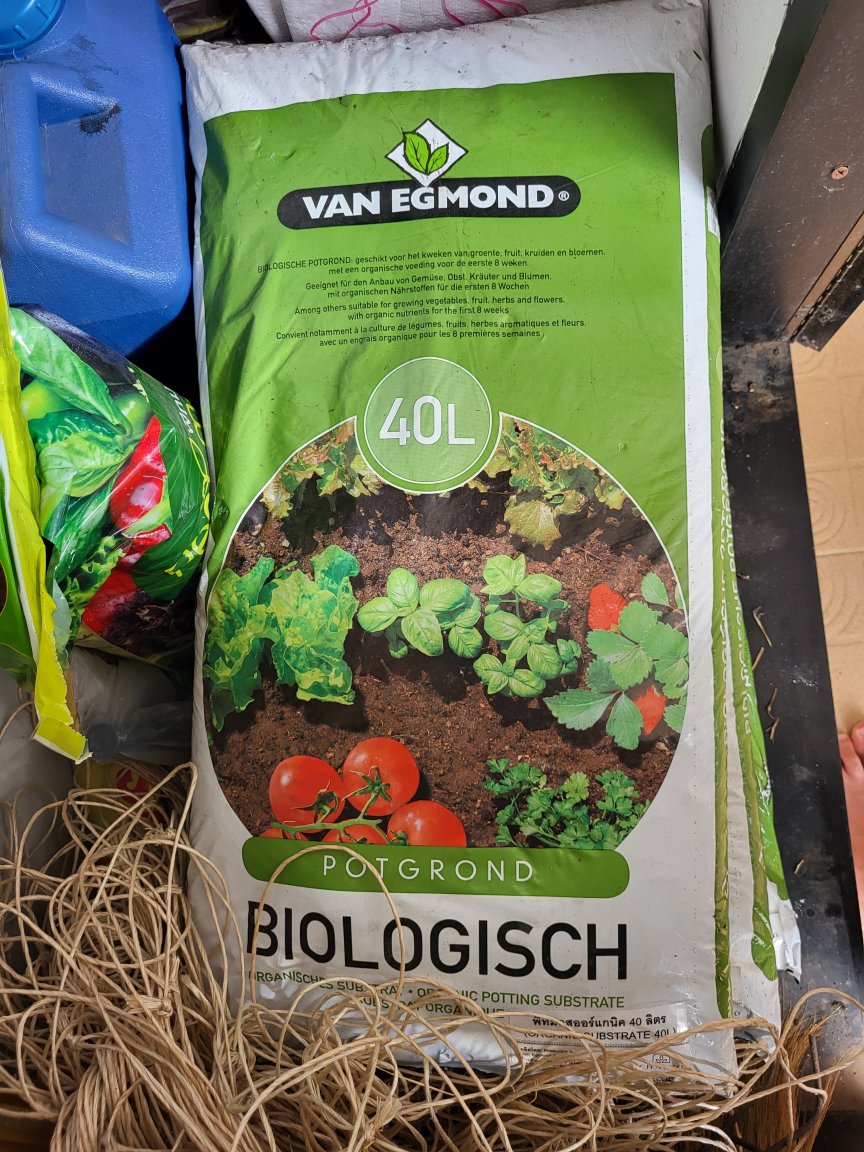 VAN EGMOND®
BIOLOGISCHE POTGROND: geschikt voor het kweken van groente, fruit, kruiden en bloemen,
met een organische voeding voor de eerste 8 weken
Geeignet für den Anbau von Gemüse, Obst, Kräuter und Blumen,
mit organischen Nährstoffen für die ersten 8 Wochen
Among others suitable for growing vegetables, fruit, herbs and flowers,
with organic nutrients for the first 8 weeks
Convient notamment à la culture de légumes, fruits, herbes aromatiques et fleurs,
avec un engrais organique pour les 8 premières semaines
40L
POTGROND
BIOLOGISCH
ORGANISCHES SUBSTRAT • ORGANIC POTTING SUBSTRATE
ออร์แกนิค 40 ลิตร
SUBSTRATE 40L)